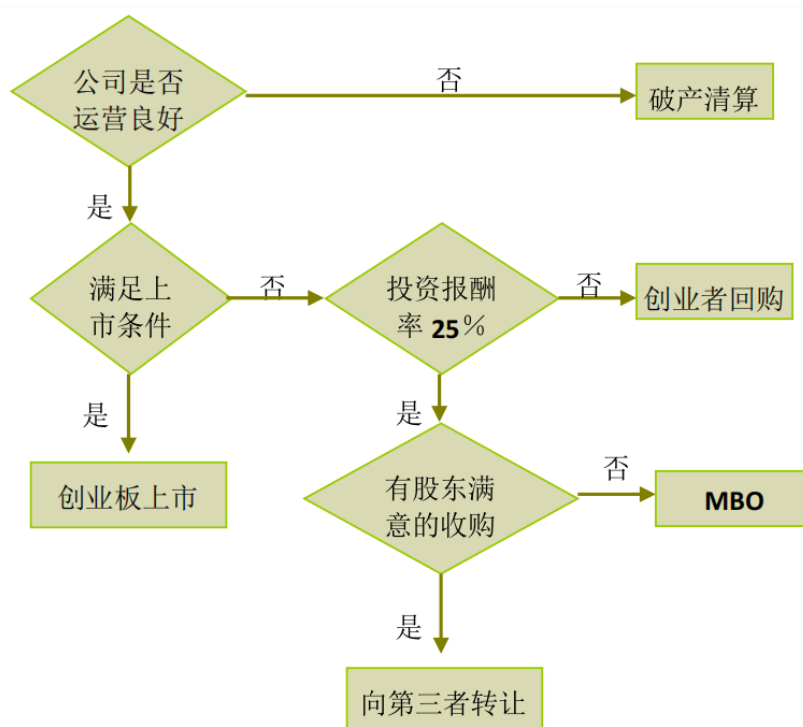 公司是否
运营良好
否
破产清算
是
满足上
市条件
否
投资报酬
率 25％
否
创业者回购
是
是
创业板上市
有股东满
意的收购
否
MBO
是
向第三者转让